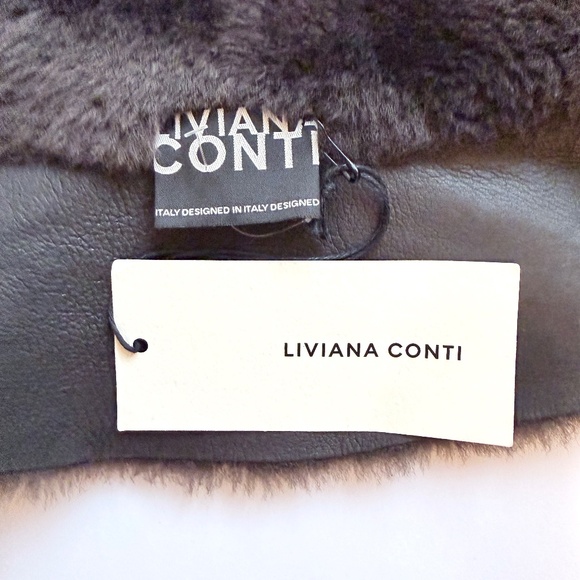 LIVIANA
CONTI
ITALY DESIGNED IN ITALY DESIGNED
LIVIANA CONTI